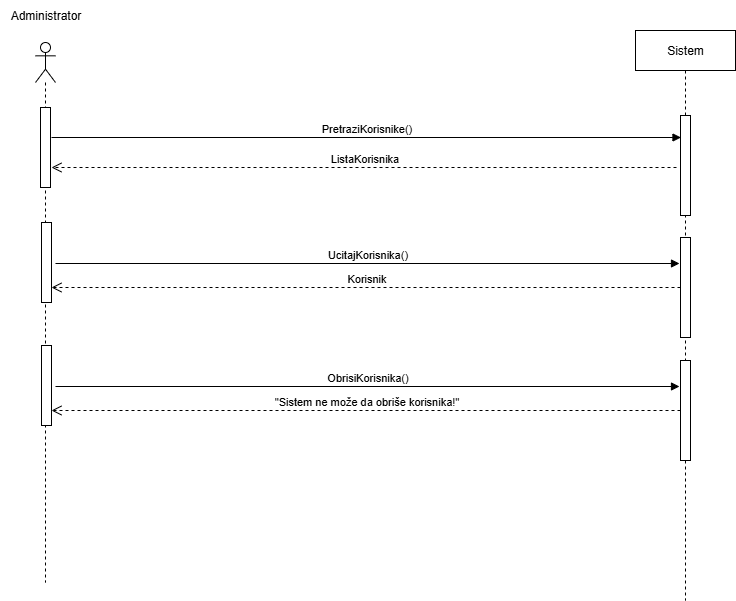 Administrator
Sistem
PretraziKorisnike()
ListaKorisnika
UcitajKorisnika()
Korisnik
ObrisiKorisnika()
"Sistem ne može da obriše korisnika!"